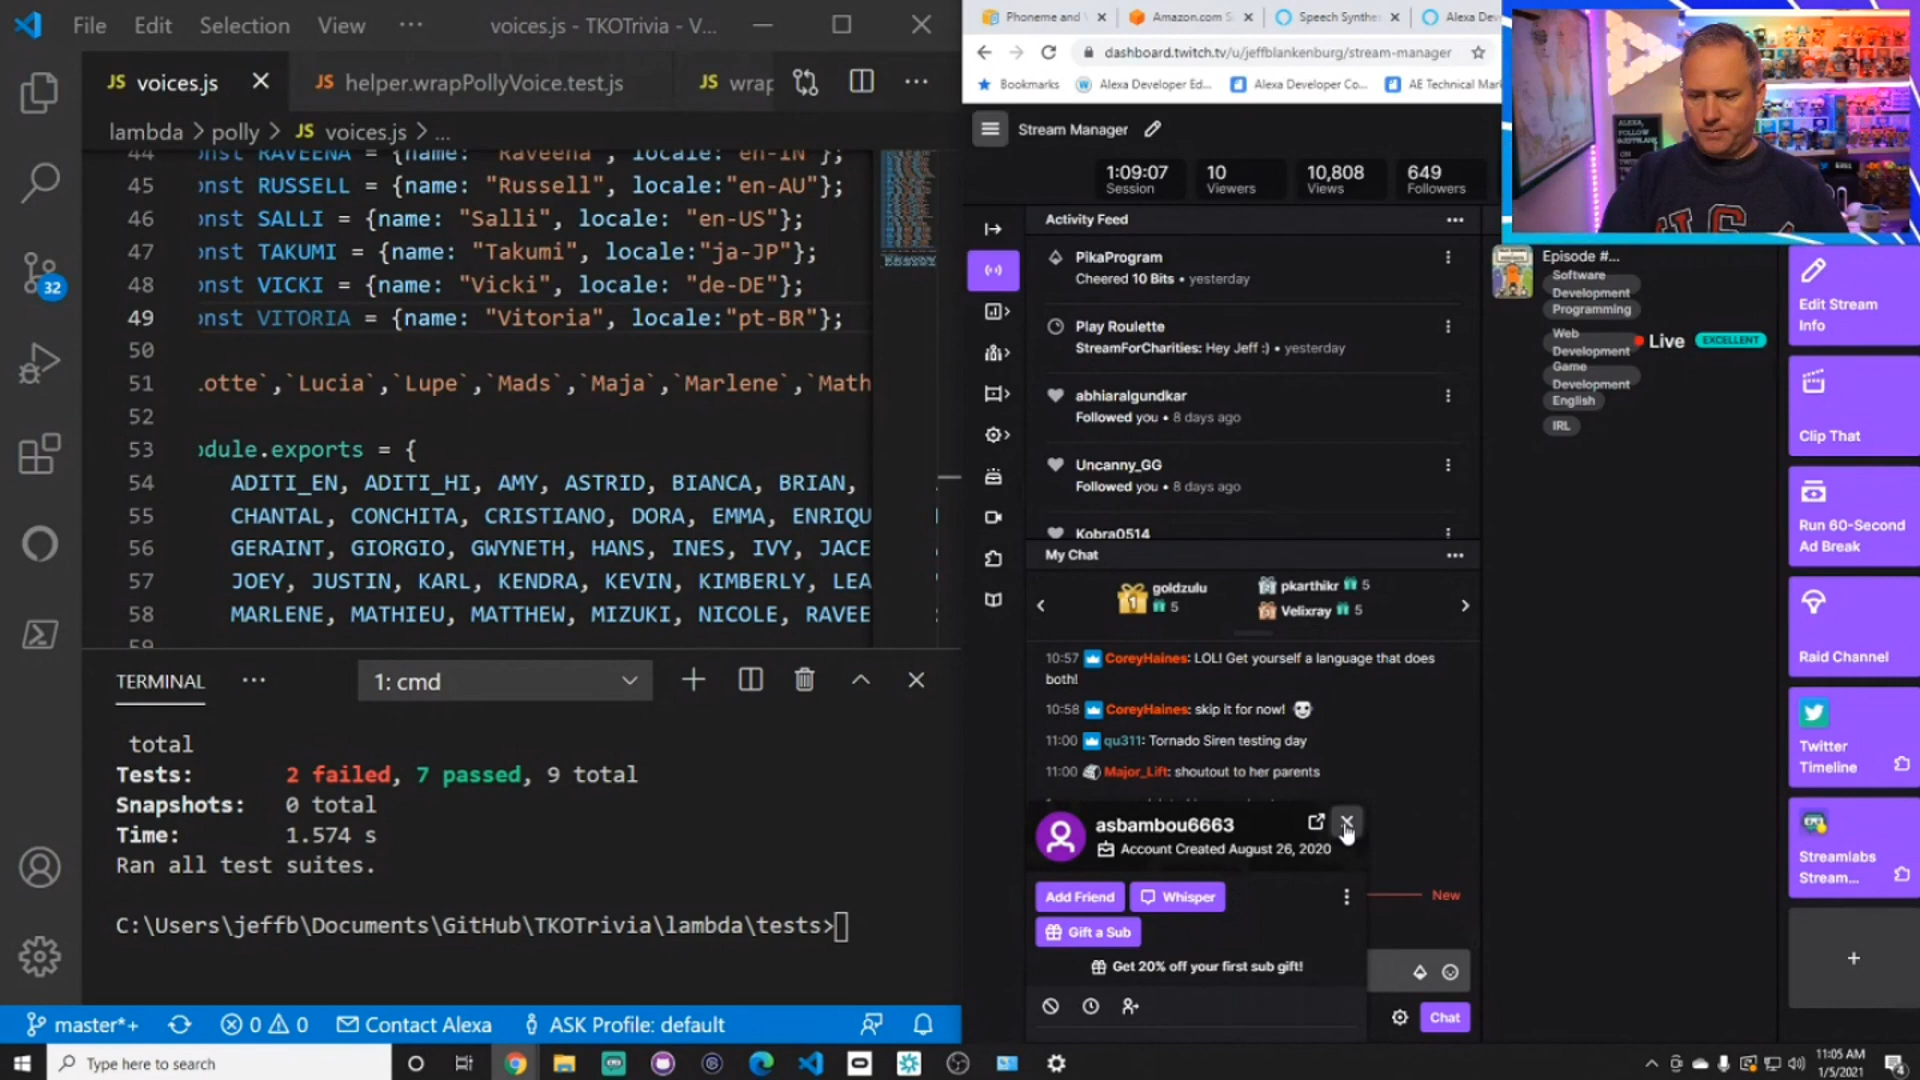 File Edit Selection View ··· voices.js - TKOTrivia - V...
JS voices.js
JS helper.wrapPollyVoice.test.js
JS wrap
lambda > polly > JS voices.js > ...
44 onst RAVEENA = {name: "Raveena", locale: "en-IN"};
45 onst RUSSELL = {name: "Russell", locale:"en-AU"};
46 onst SALLI = {name: "Salli", locale: "en-US"};
47 onst TAKUMI = {name: "Takumi", locale:"ja-JP"};
48 onst VICKI = {name: "Vicki", locale: "de-DE"};
49 onst VITORIA = {name: "Vitoria", locale:"pt-BR"};
50
51 .otte`,`Lucia`,`Lupe`,`Mads`,`Maja`,`Marlene`,`Math
52
53 odule.exports = {
54 ADITI_EN, ADITI_HI, AMY, ASTRID, BIANCA, BRIAN,
55 CHANTAL, CONCHITA, CRISTIANO, DORA, EMMA, ENRIQU
56 GERAINT, GIORGIO, GWYNETH, HANS, INES, IVY, JACE
57 JOEY, JUSTIN, KARL, KENDRA, KEVIN, KIMBERLY, LEA
58 MARLENE, MATHIEU, MATTHEW, MIZUKI, NICOLE, RAVEE
59
32
TERMINAL ··· 1: cmd
total
Tests: 2 failed, 7 passed, 9 total
Snapshots: 0 total
Time: 1.574 s
Ran all test suites.
C:\Users\jeffb\Documents\GitHub\TKOTrivia\lambda\tests>
master*+ 0 0 Contact Alexa ASK Profile: default
Phoneme and
Amazon.com S
Speech Synthe
Alexa Dev
dashboard.twitch.tv/u/jeffblankenburg/stream-manager
Bookmarks
Alexa Developer Ed...
Alexa Developer Co...
AE Technical Mar
Stream Manager
1:09:07 10 10,808 649
Session Viewers Views Followers
Activity Feed
PikaProgram
Cheered 10 Bits • yesterday
Play Roulette
StreamForCharities: Hey Jeff :) • yesterday
abhiaralgundkar
Followed you • 8 days ago
Uncanny_GG
Followed you • 8 days ago
Kobra0514
My Chat
1 goldzulu 5
pkarthikr 5
Velixray 5
10:57 CoreyHaines: LOL! Get yourself a language that does
both!
10:58 CoreyHaines: skip it for now!
11:00 qu311: Tornado Siren testing day
11:00 Major_Lift: shoutout to her parents
asbambou6663
Account Created August 26, 2020
Add Friend Whisper
New
Gift a Sub
Get 20% off your first sub gift!
Chat
ALEXA,
FOLLOW
ON
Episode #...
Software
Development
Programming
Web
Development
Game
Development
English
IRL
Live EXCELLENT
Edit Stream
Info
Clip That
Run 60-Second
Ad Break
Raid Channel
Twitter
Timeline
Streamlabs
Stream...
+
Type here to search
11:05 AM
1/5/2021
4